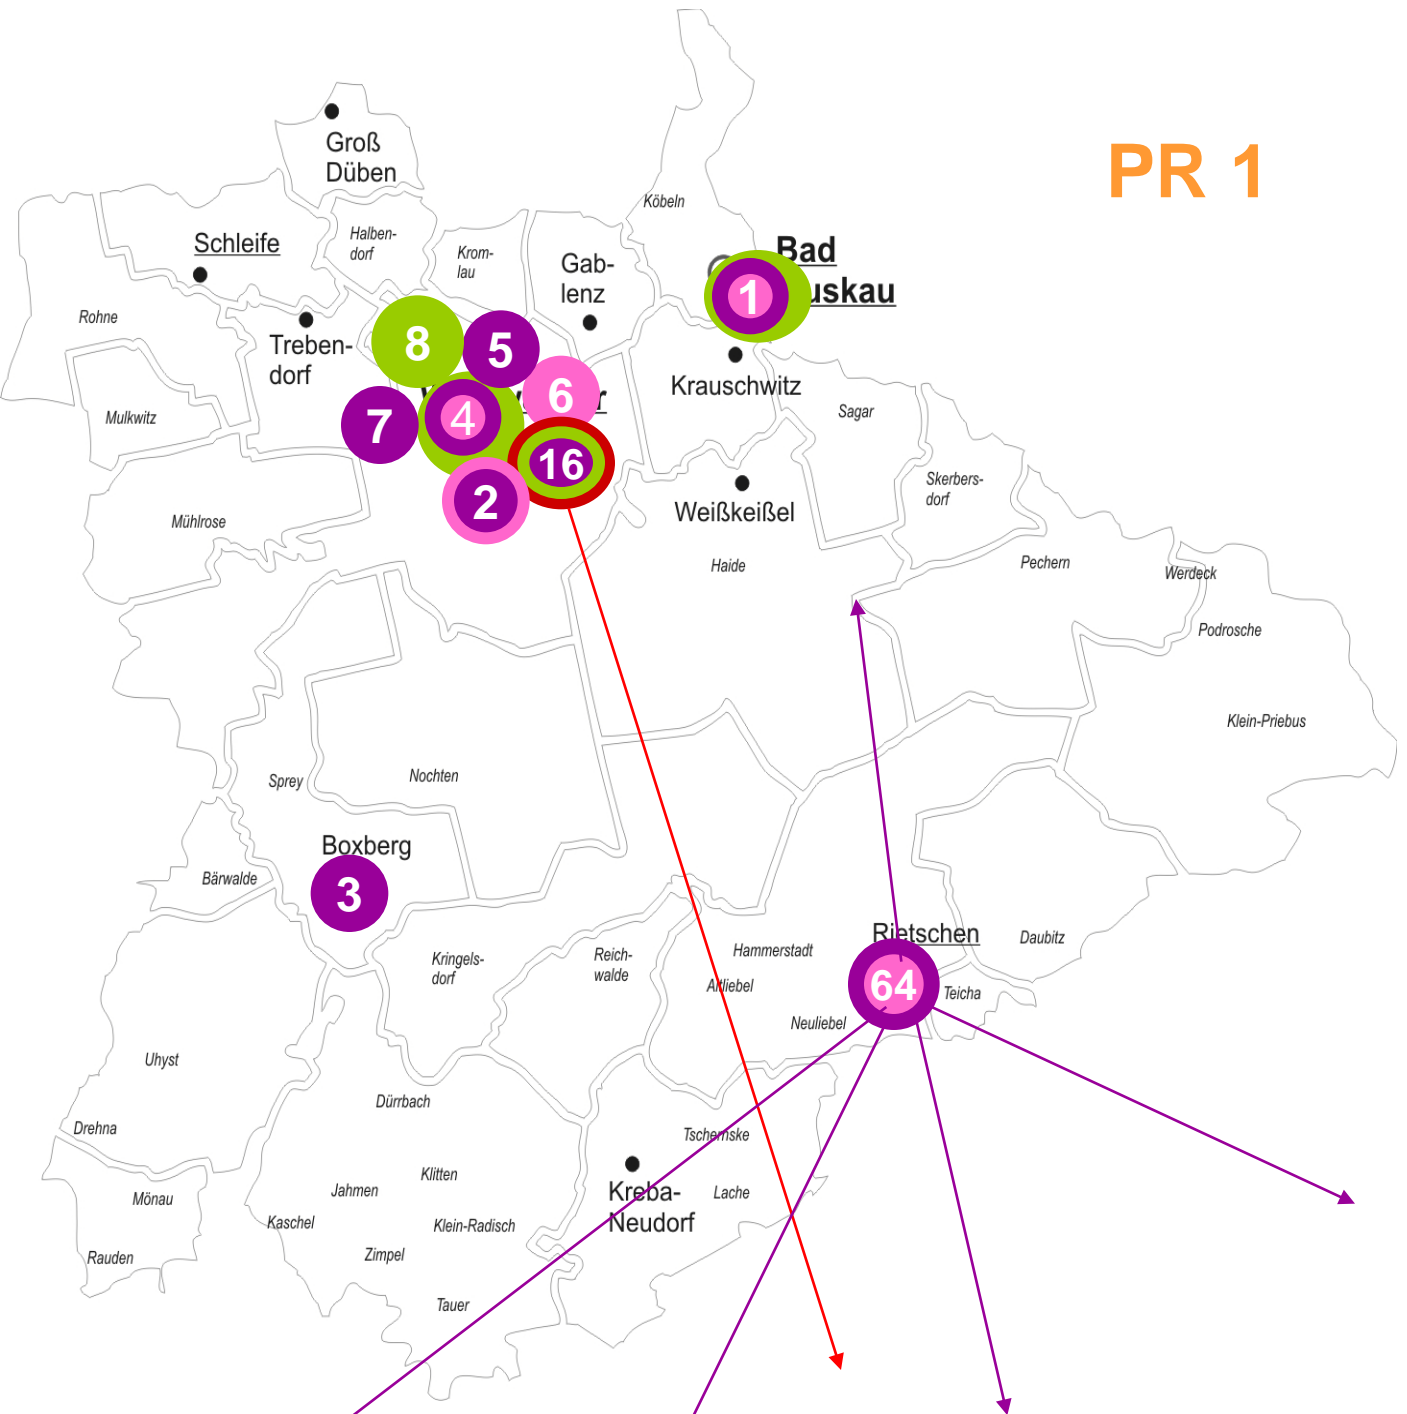 PR 1
Groß
Düben
Köbeln
Halben-
dorf
Schleife
Krom-
lau
Gab-
lenz
Bad
uskau
1
Rohne
Treben-
dorf
8
5
Krauschwitz
6
4
7
Mulkwitz
Sagar
16
2
Skerbers-
dorf
Weißkeißel
Mühlrose
Haide
Pechern
Werdeck
Podrosche
Klein-Priebus
Sprey
Nochten
Boxberg
3
Bärwalde
Rietschen
Daubitz
Hammerstadt
Kringels-
dorf
Reich-
walde
Altliebel
64
Teicha
Neuliebel
Uhyst
Dürrbach
Drehna
Tschernske
Klitten
Jahmen
Mönau
Kreba-
Neudorf
Lache
Kaschel
Klein-Radisch
Zimpel
Rauden
Tauer